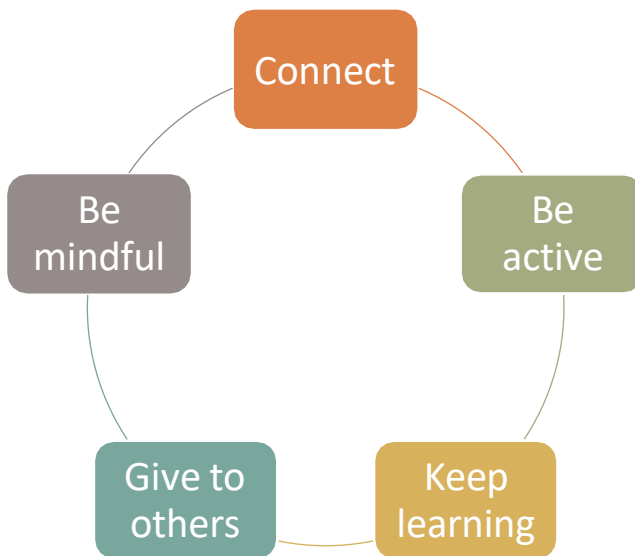 Connect
Be
active
Keep
learning
Give to
others
Be
mindful